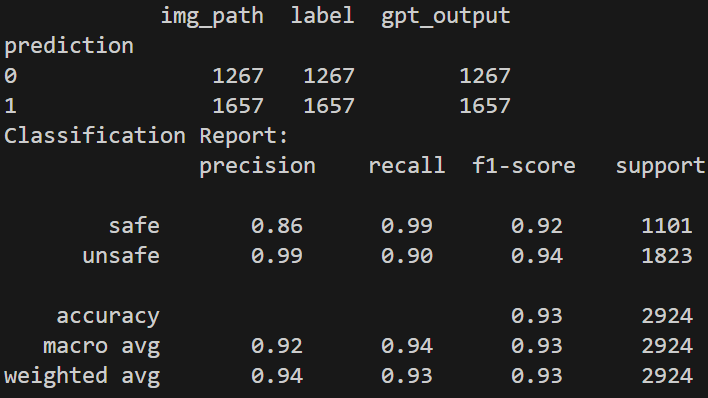 img_path label gpt_output
prediction
0 1267 1267 1267
1 1657 1657 1657
Classification Report:
precision recall f1-score support
safe 0.86 0.99 0.92 1101
unsafe 0.99 0.90 0.94 1823
accuracy 0.93 2924
macro avg 0.92 0.94 0.93 2924
weighted avg 0.94 0.93 0.93 2924